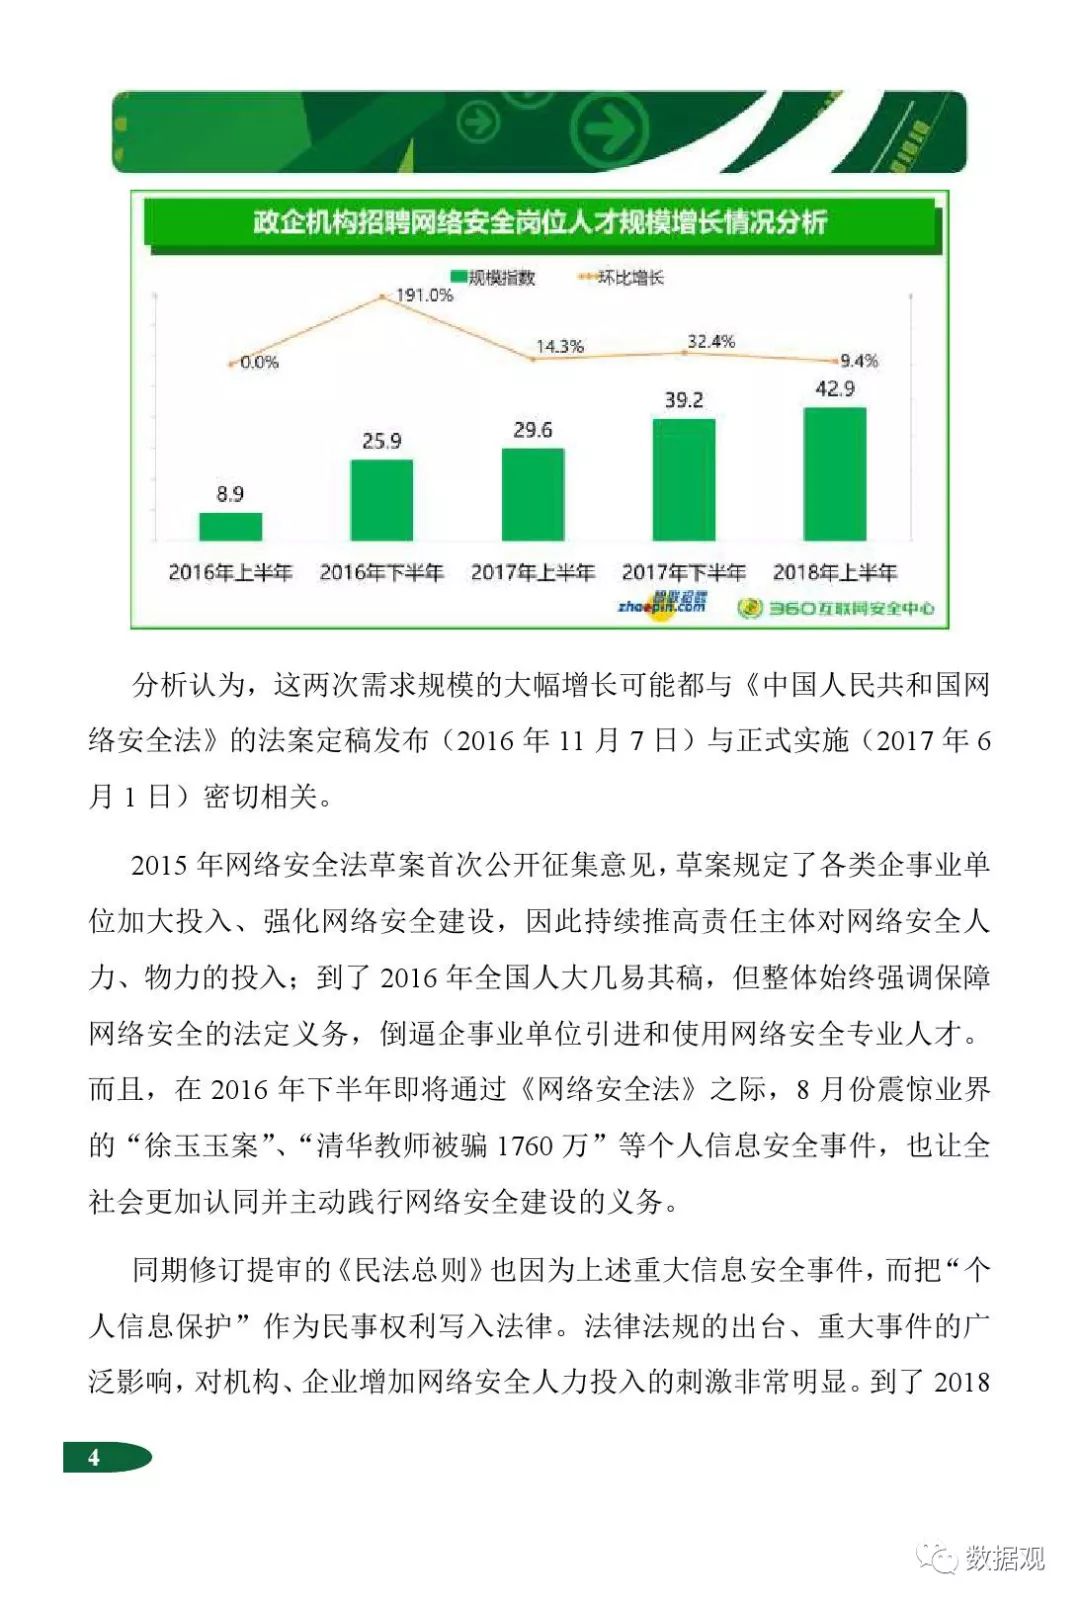 政企机构招聘网络安全岗位人才规模增长情况分析
规模指数 环比增长
191.0%
0.0%
14.3%
32.4%
9.4%
8.9
25.9
29.6
39.2
42.9
2016年上半年 2016年下半年 2017年上半年 2017年下半年 2018年上半年
智联招聘
zhaopin.com
360互联网安全中心
分析认为，这两次需求规模的大幅增长可能都与《中国人民共和国网
络安全法》的法案定稿发布（2016 年 11 月 7 日）与正式实施（2017 年 6
月 1 日）密切相关。
2015 年网络安全法草案首次公开征集意见，草案规定了各类企事业单
位加大投入、强化网络安全建设，因此持续推高责任主体对网络安全人
力、物力的投入；到了 2016 年全国人大几易其稿，但整体始终强调保障
网络安全的法定义务，倒逼企事业单位引进和使用网络安全专业人才。
而且，在 2016 年下半年即将通过《网络安全法》之际，8 月份震惊业界
的“徐玉玉案”、“清华教师被骗 1760 万”等个人信息安全事件，也让全
社会更加认同并主动践行网络安全建设的义务。
同期修订提审的《民法总则》也因为上述重大信息安全事件，而把“个
人信息保护”作为民事权利写入法律。法律法规的出台、重大事件的广
泛影响，对机构、企业增加网络安全人力投入的刺激非常明显。到了 2018
4
数据观